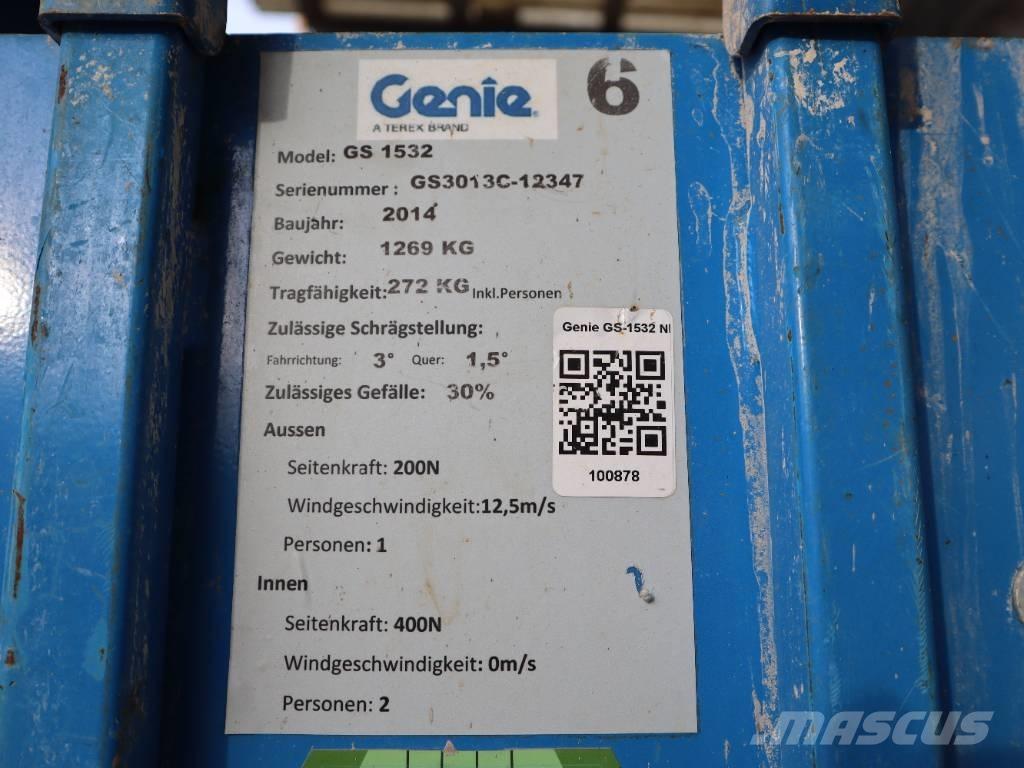 Genie®
A TEREX BRAND
6
Model: GS 1532
Serienummer : GS3013C-12347
Baujahr: 2014
Gewicht: 1269 KG
Tragfähigkeit: 272 KG Inkl.Personen
Zulässige Schrägstellung:
Fahrrichtung: 3° Quer: 1,5°
Zulässiges Gefälle: 30%
Aussen
Seitenkraft: 200N
Windgeschwindigkeit:12,5m/s
Personen: 1
Innen
Seitenkraft: 400N
Windgeschwindigkeit: 0m/s
Personen: 2
Genie GS-1532
100878
MASCUS